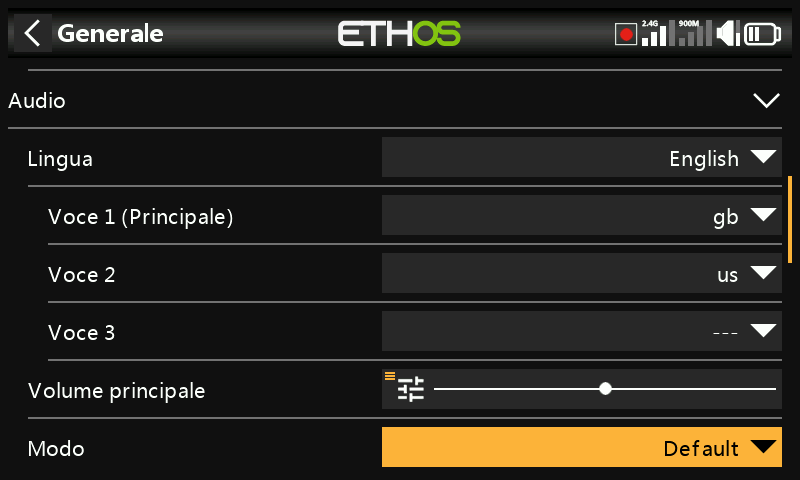 Generale
ETHOS
2.4G
900M
Audio
Lingua
English
Voce 1 (Principale)
gb
Voce 2
us
Voce 3
---
Volume principale
Modo
Default